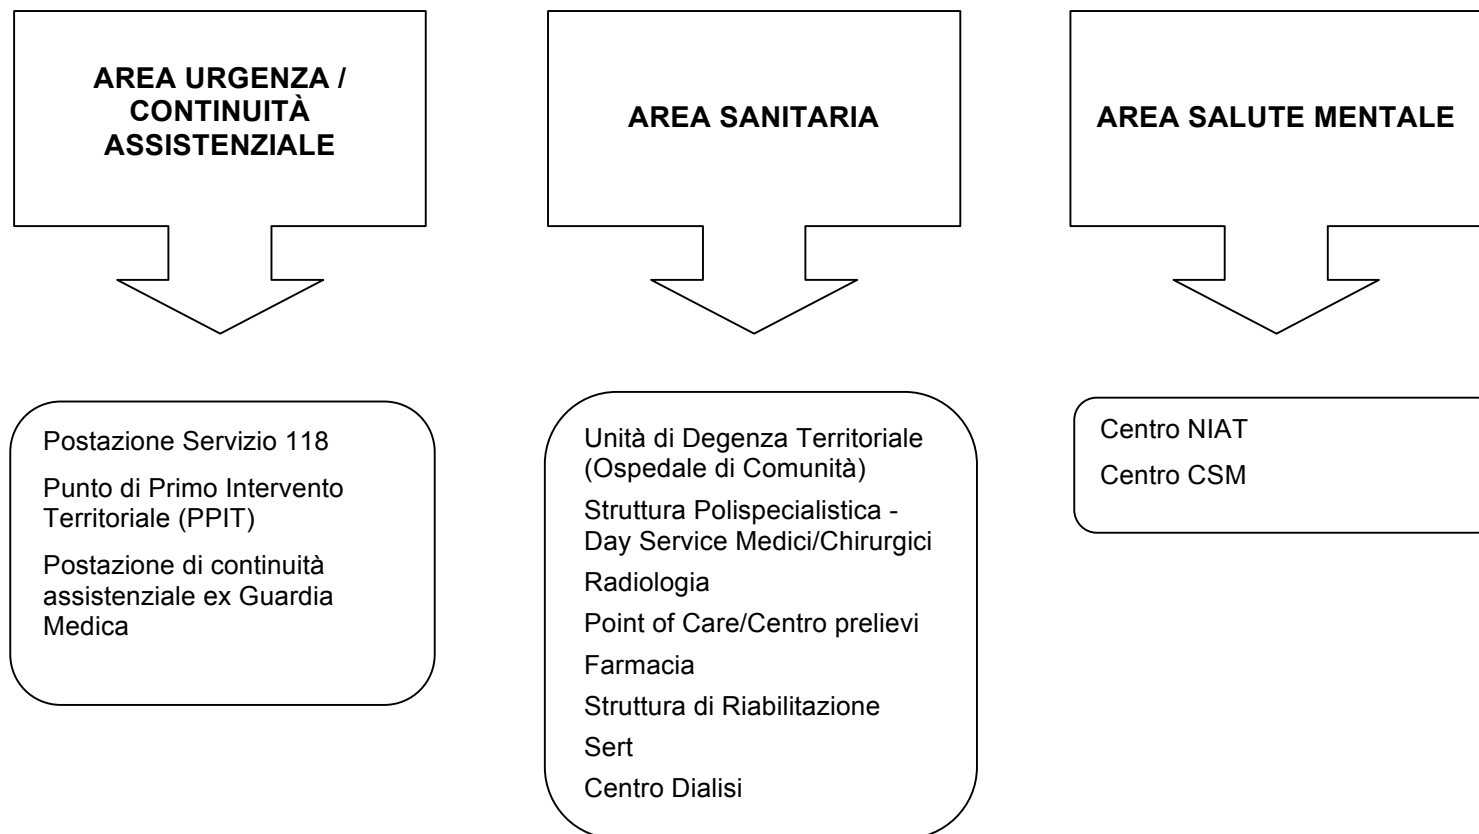 AREA URGENZA /
CONTINUITÀ
ASSISTENZIALE
AREA SANITARIA
AREA SALUTE MENTALE
Postazione Servizio 118
Punto di Primo Intervento
Territoriale (PPIT)
Postazione di continuità
assistenziale ex Guardia
Medica
Unità di Degenza Territoriale
(Ospedale di Comunità)
Struttura Polispecialistica -
Day Service Medici/Chirurgici
Radiologia
Point of Care/Centro prelievi
Farmacia
Struttura di Riabilitazione
Sert
Centro Dialisi
Centro NIAT
Centro CSM